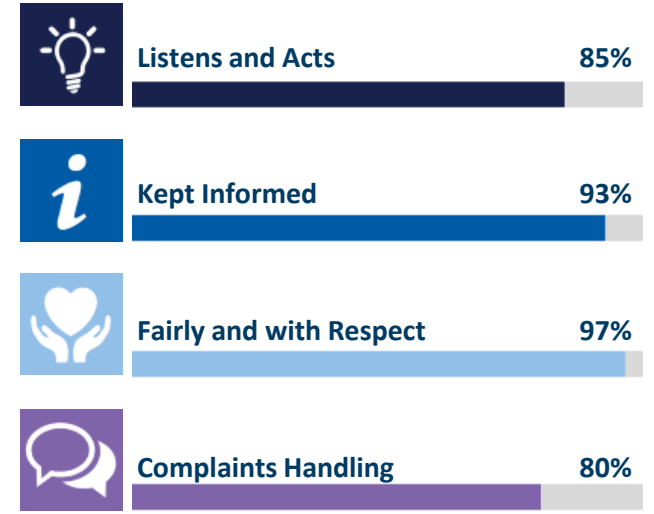 Listens and Acts 85%
Kept Informed 93%
Fairly and with Respect 97%
Complaints Handling 80%